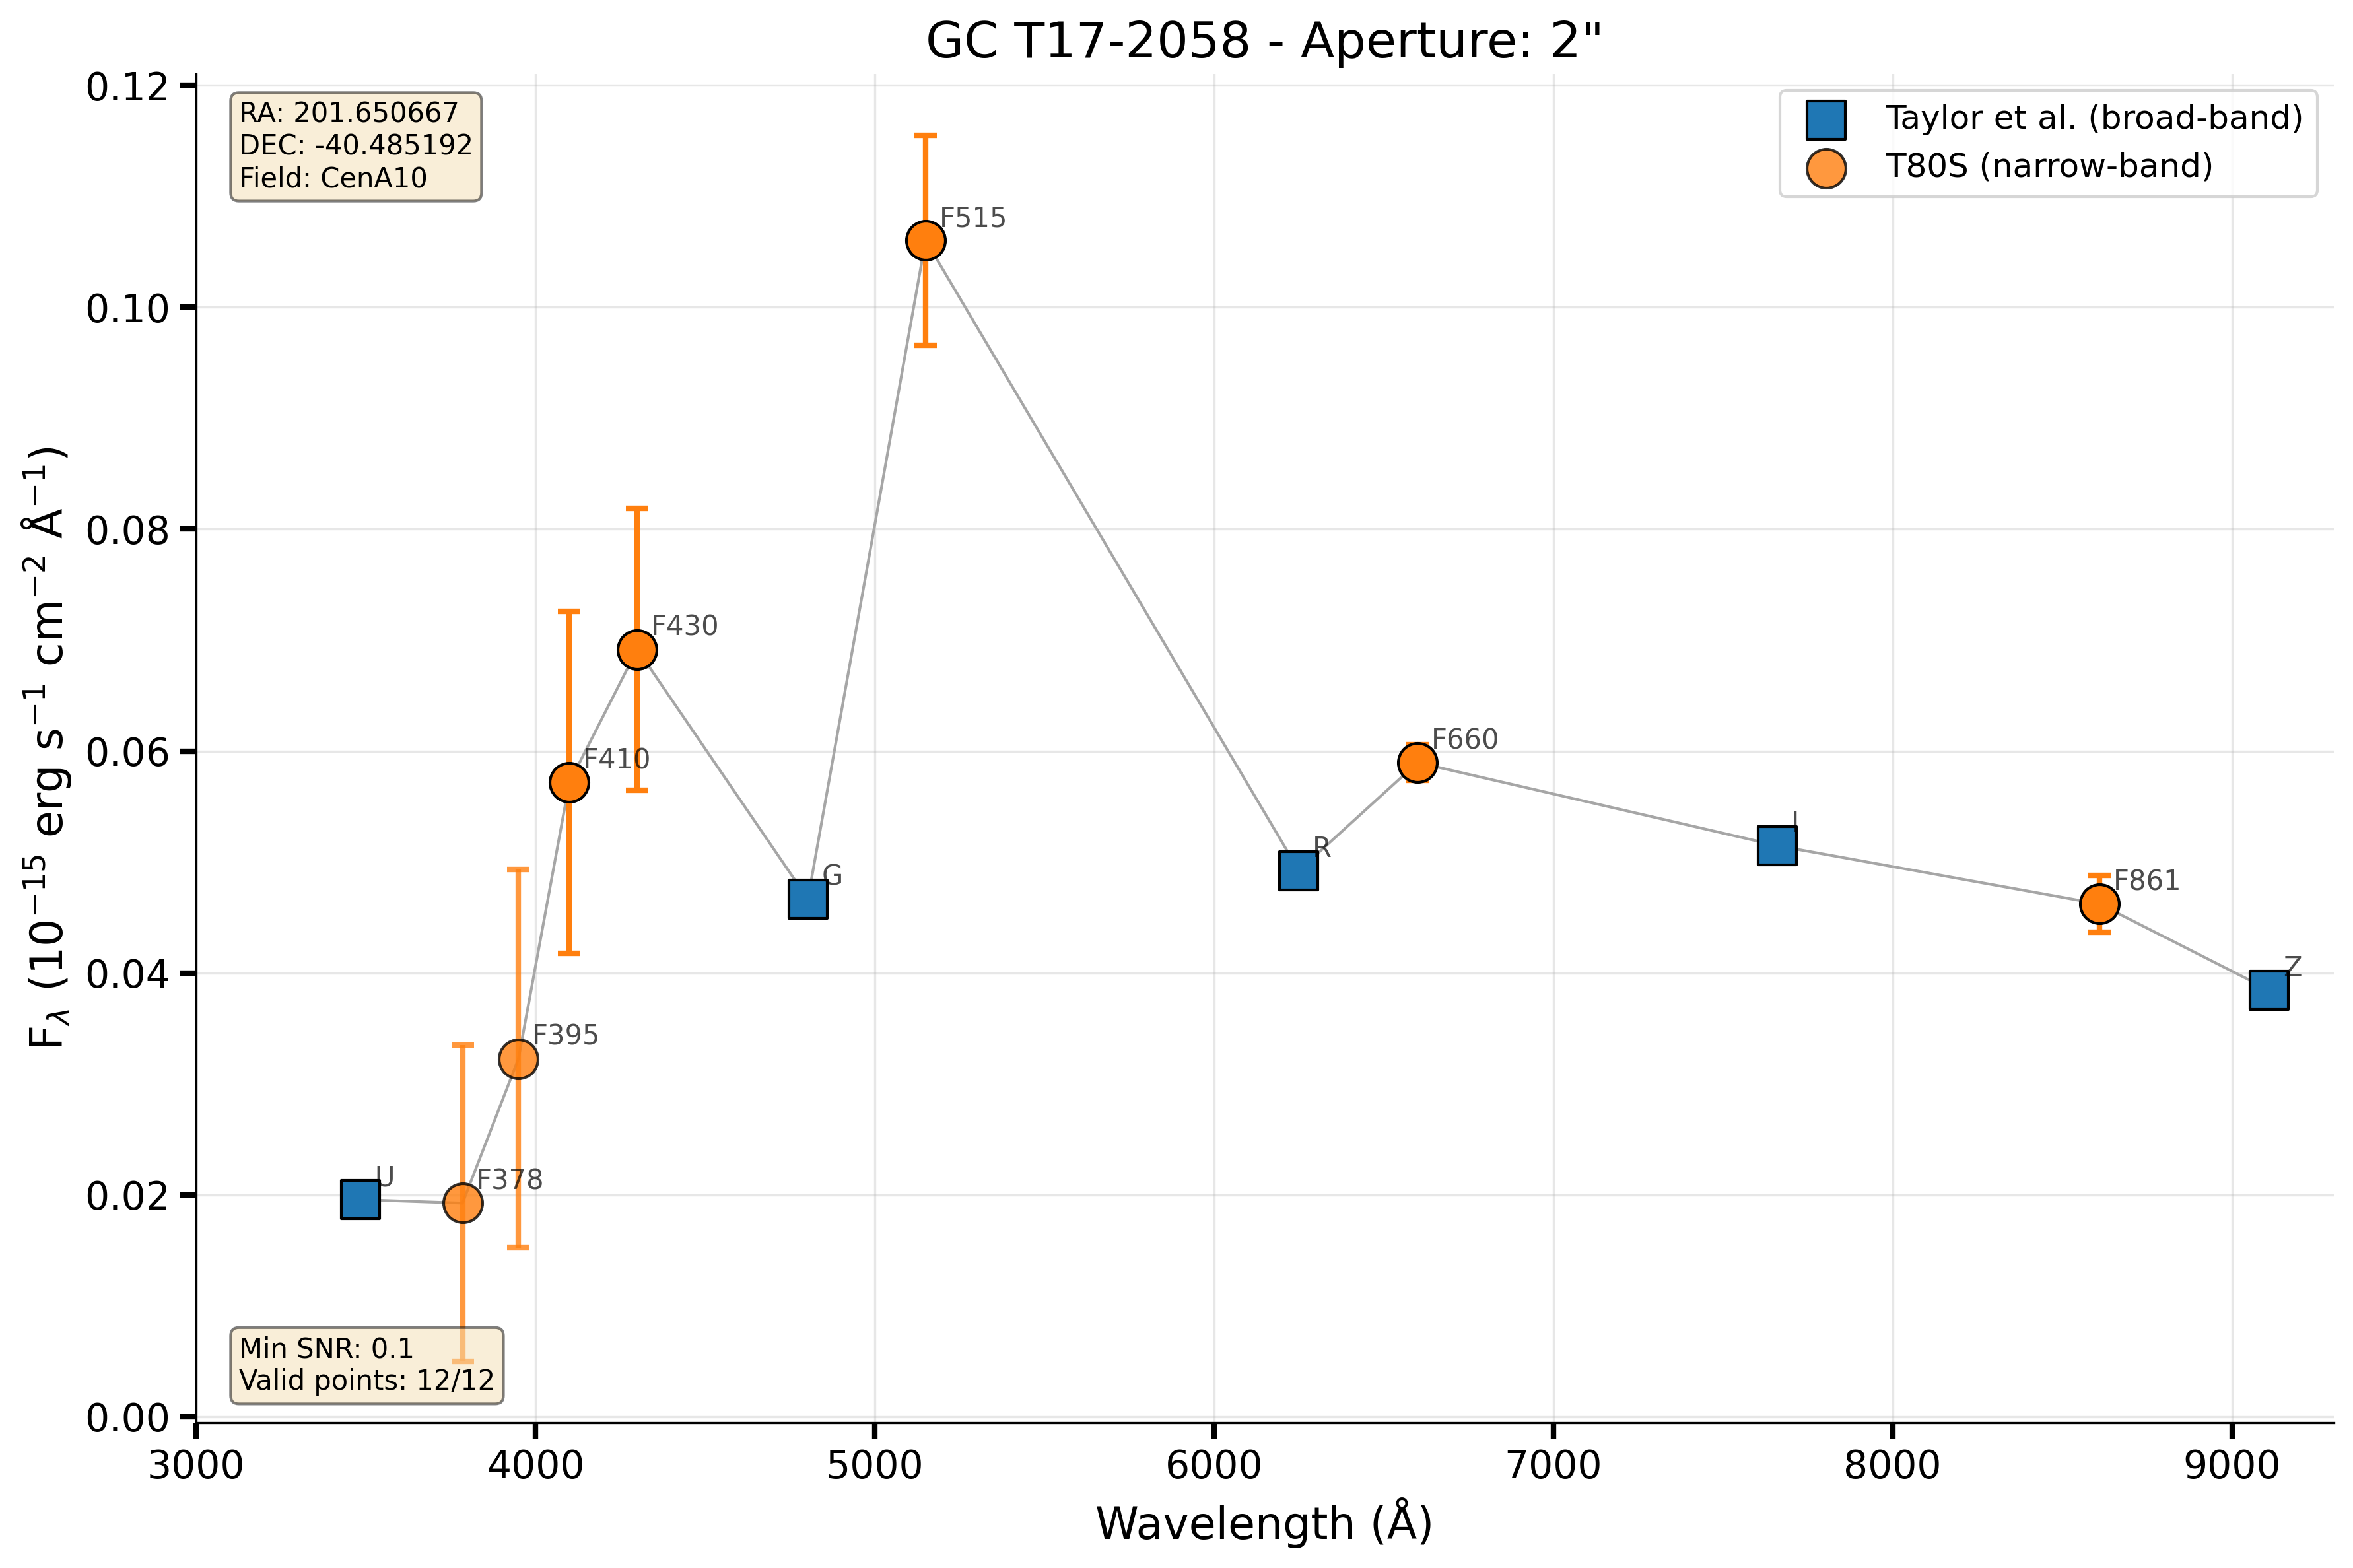 GC T17-2058 - Aperture: 2"
RA: 201.650667
DEC: -40.485192
Field: CenA10
Taylor et al. (broad-band)
T80S (narrow-band)
F515
F430
F410
F660
I
R
G
F861
Z
F395
U
F378
Min SNR: 0.1
Valid points: 12/12
0.12
0.10
0.08
0.06
0.04
0.02
0.00
F_λ (10⁻¹⁵ erg s⁻¹ cm⁻² Å⁻¹)
3000 4000 5000 6000 7000 8000 9000
Wavelength (Å)